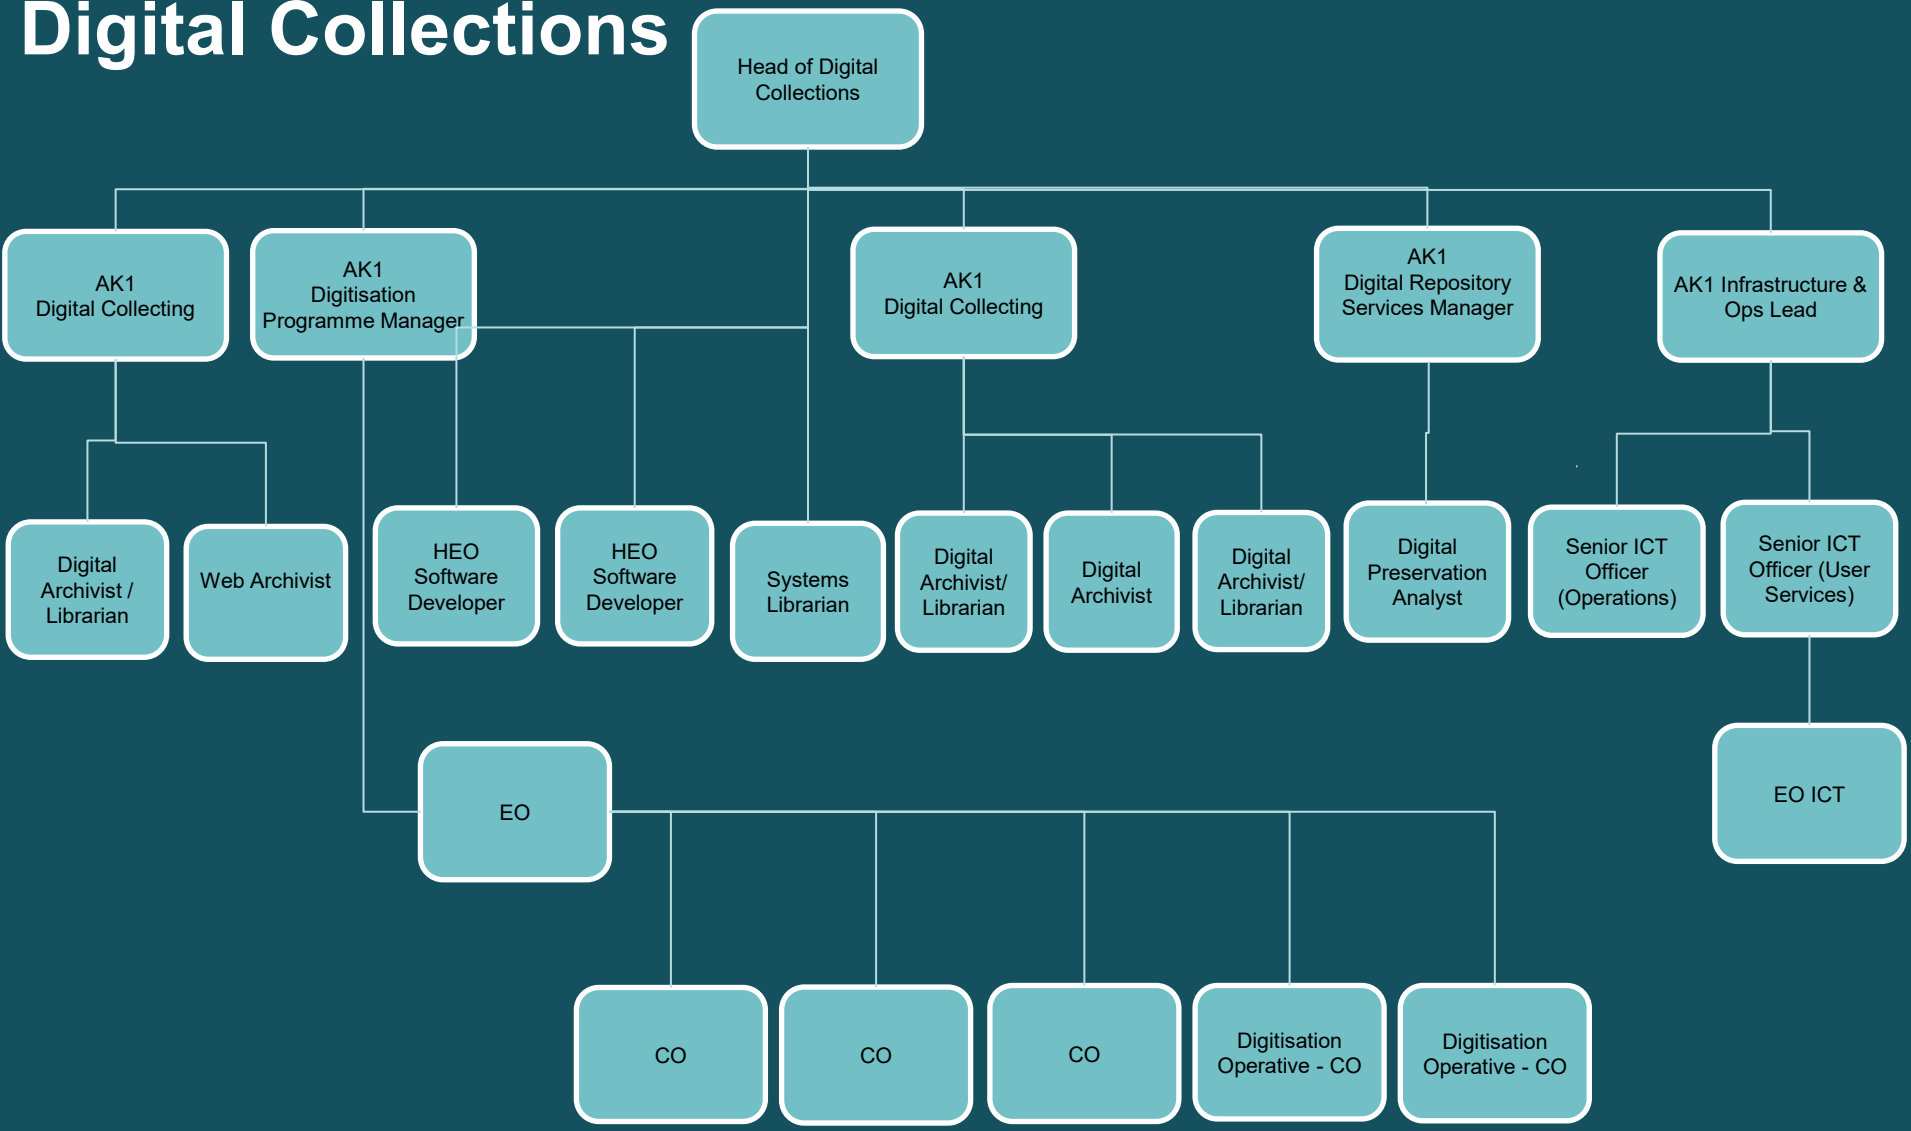 Digital Collections
Head of Digital
Collections
AK1
Digital Collecting
AK1
Digitisation
Programme Manager
AK1
Digital Collecting
AK1
Digital Repository
Services Manager
AK1 Infrastructure &
Ops Lead
Digital
Archivist /
Librarian
Web Archivist
HEO
Software
Developer
HEO
Software
Developer
Systems
Librarian
Digital
Archivist/
Librarian
Digital
Archivist
Digital
Archivist/
Librarian
Digital
Preservation
Analyst
Senior ICT
Officer
(Operations)
Senior ICT
Officer (User
Services)
EO
EO ICT
CO
CO
CO
Digitisation
Operative - CO
Digitisation
Operative - CO